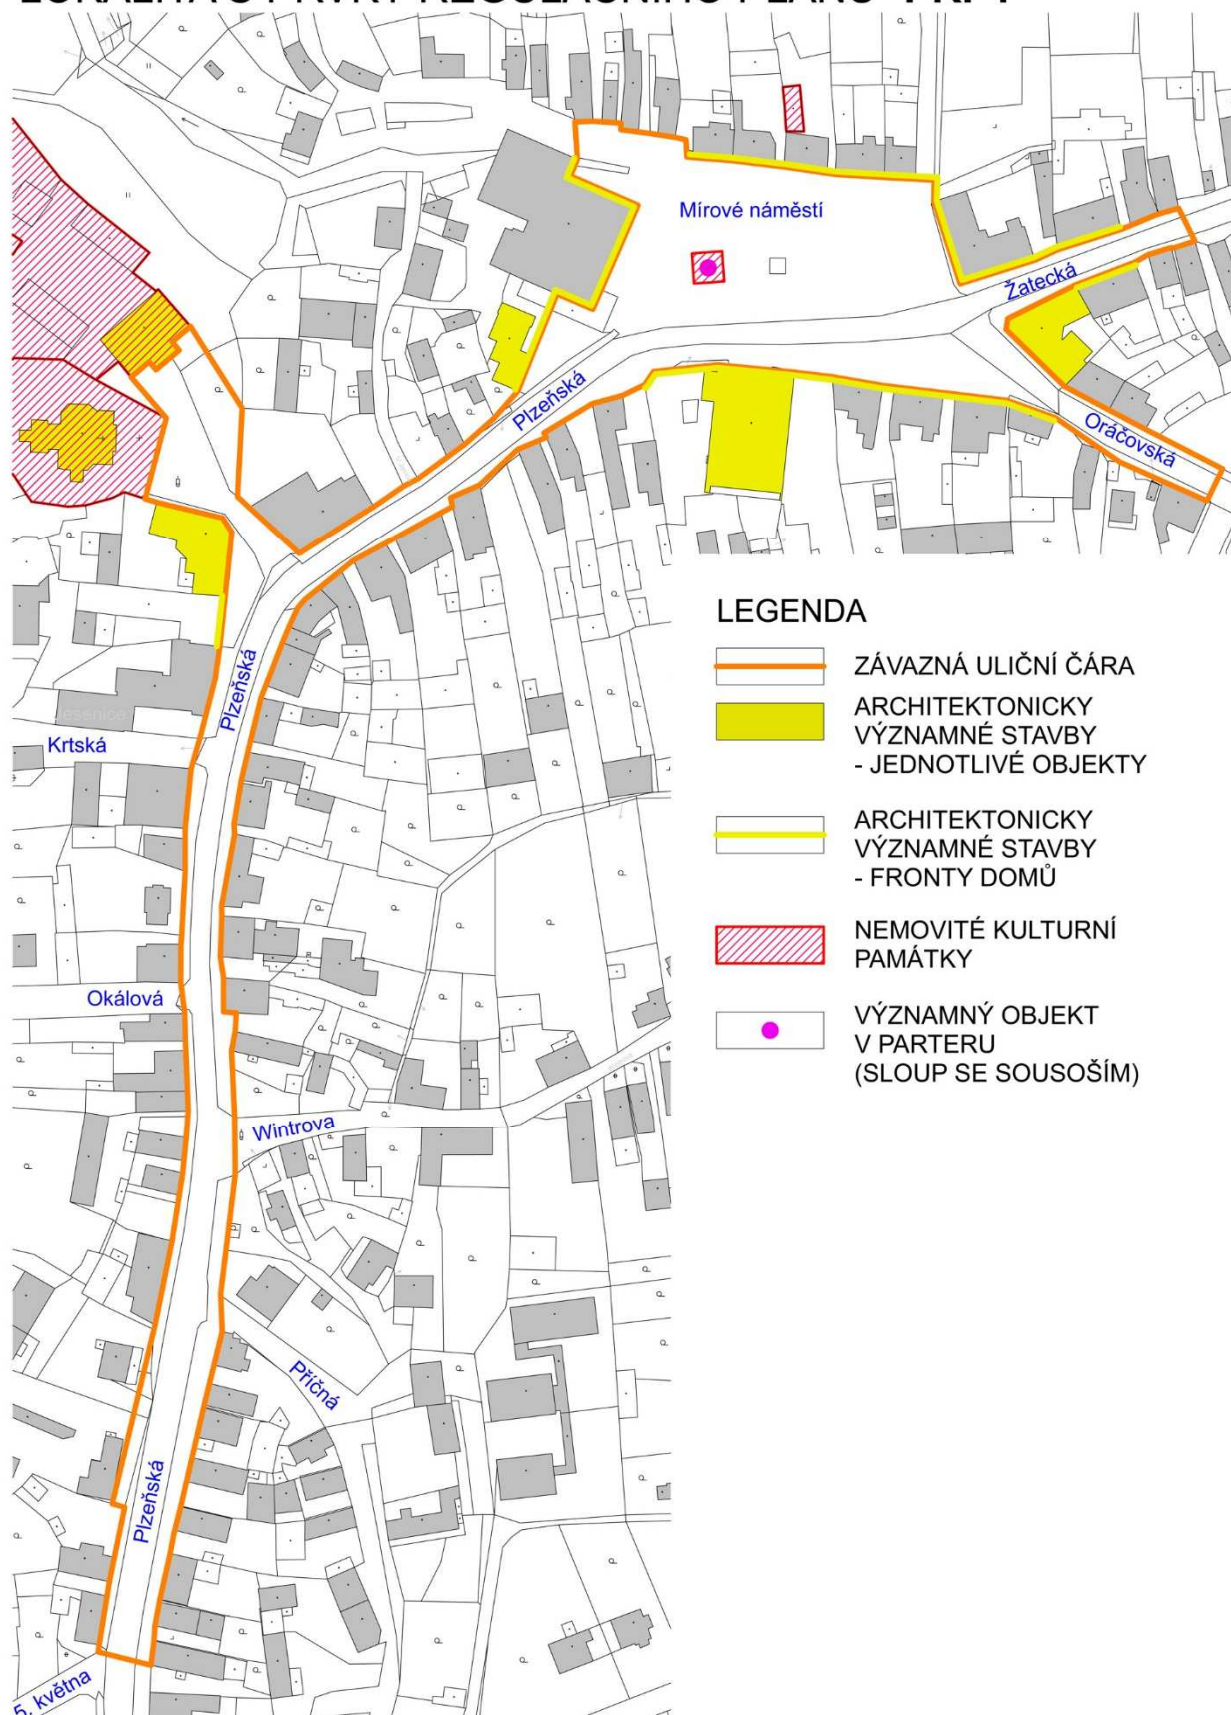 Mírové náměstí
Žatecká
Plzeňská
Oráčovská
LEGENDA
ZÁVAZNÁ ULIČNÍ ČÁRA
ARCHITEKTONICKY
VÝZNAMNÉ STAVBY
- JEDNOTLIVÉ OBJEKTY
ARCHITEKTONICKY
VÝZNAMNÉ STAVBY
- FRONTY DOMŮ
NEMOVITÉ KULTURNÍ
PAMÁTKY
VÝZNAMNÝ OBJEKT
V PARTERU
(SLOUP SE SOUSOŠÍM)
Plzeňská
Jesenice
Krtská
Okálová
Wintrova
Příčná
Plzeňská
5. května